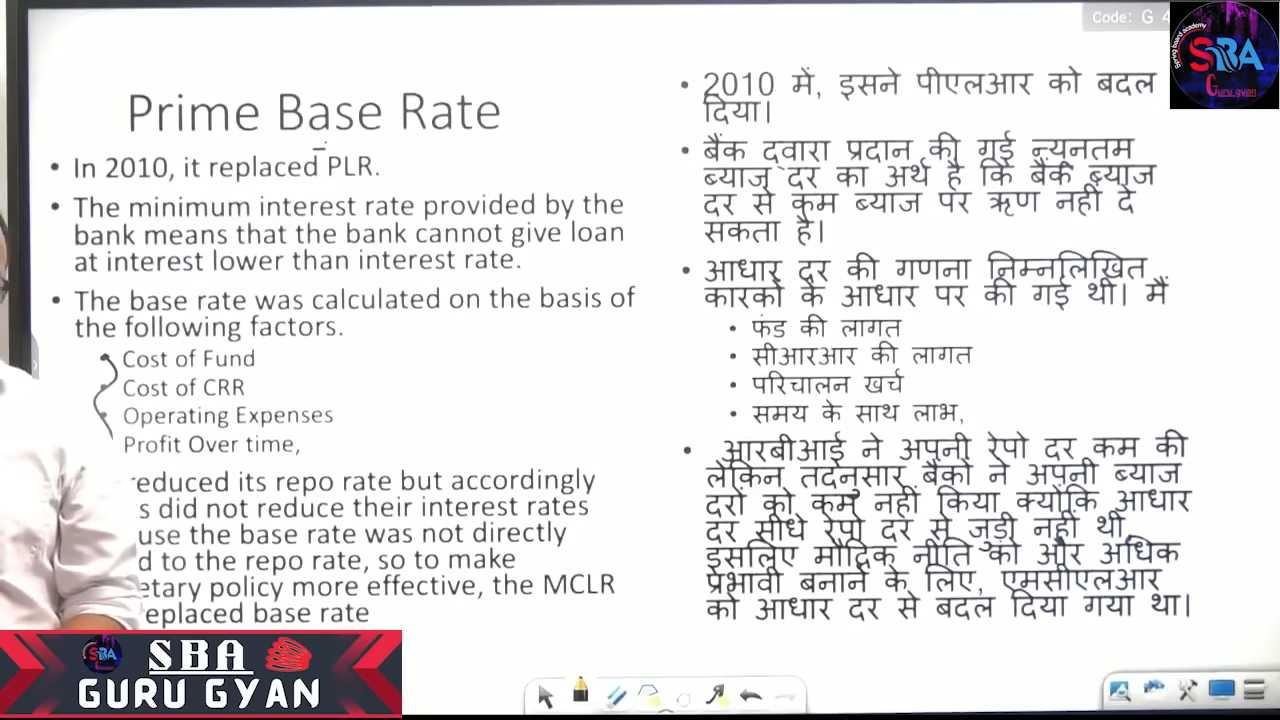 Code: G 4
Spring board academy
SBA
Guru gyan
Prime Base Rate
• In 2010, it replaced PLR.
• The minimum interest rate provided by the
bank means that the bank cannot give loan
at interest lower than interest rate.
• The base rate was calculated on the basis of
the following factors.
Cost of Fund
Cost of CRR
Operating Expenses
Profit Over time,
reduced its repo rate but accordingly
s did not reduce their interest rates
use the base rate was not directly
d to the repo rate, so to make
etary policy more effective, the MCLR
eplaced base rate
• 2010 में, इसने पीएलआर को बदल
दिया।
• बैंक द्वारा प्रदान की गई न्यूनतम
ब्याज दर का अर्थ है कि बैंक ब्याज
दर से कम ब्याज पर ऋण नहीं दे
सकता है।
• आधार दर की गणना निम्नलिखित
कारकों के आधार पर की गई थी। मैं
• फंड की लागत
• सीआरआर की लागत
• परिचालन खर्च
• समय के साथ लाभ,
• आरबीआई ने अपनी रेपो दर कम की
लेकिन तदनुसार बैंकों ने अपनी ब्याज
दरों को कम नहीं किया क्योंकि आधार
दर सीधे रेपो दर से जुड़ी नहीं थी,
इसलिए मौद्रिक नीति को और अधिक
प्रभावी बनाने के लिए, एमसीएलआर
को आधार दर से बदल दिया गया था।
SBA
SBA
GURU GYAN